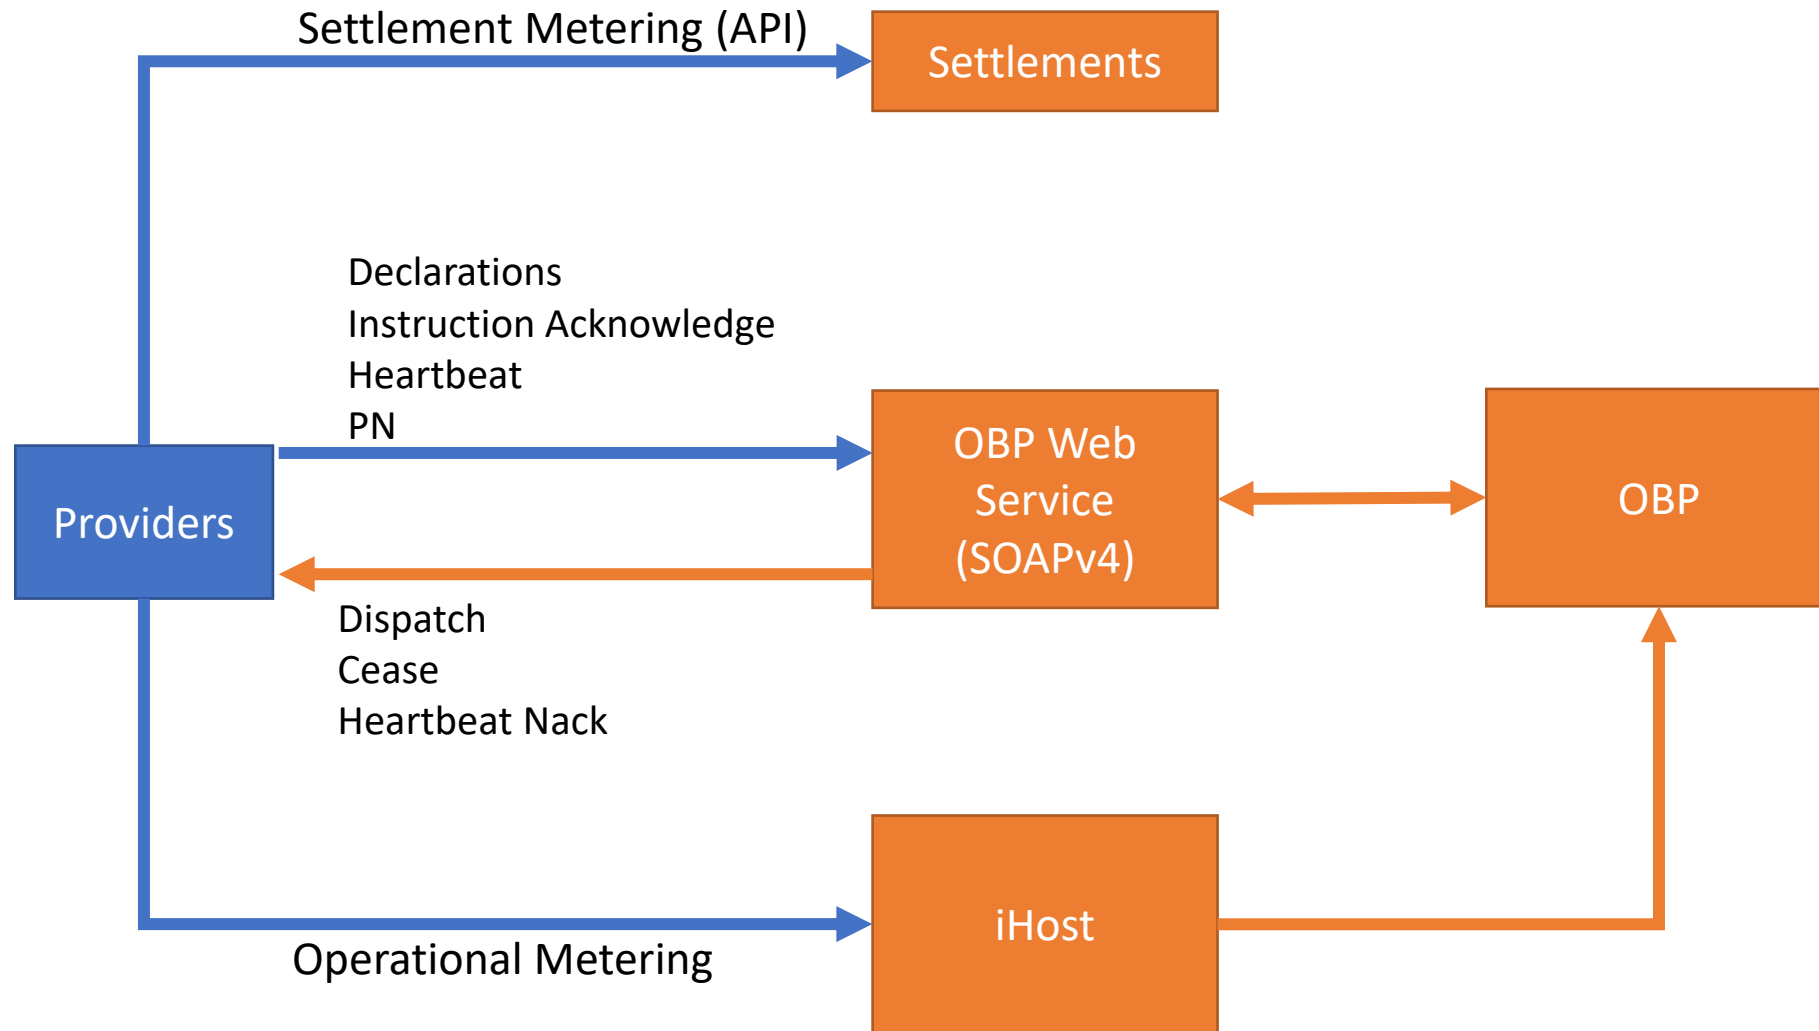 Settlement Metering (API)
Settlements
Declarations
Instruction Acknowledge
Heartbeat
PN
Providers
OBP Web
Service
(SOAPv4)
OBP
Dispatch
Cease
Heartbeat Nack
iHost
Operational Metering